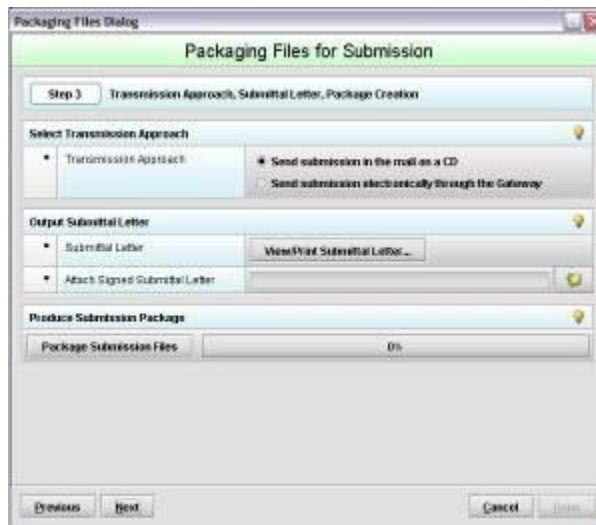 Packaging Files Dialog
Packaging Files for Submission
Step 3 Transmission Approach, Submittal Letter, Package Creation
Select Transmission Approach
Transmission Approach
Send submission in the mail on a CD
Send submission electronically through the Gateway
Output Submittal Letter
Submittal Letter View/Print Submittal Letter...
Attach Signed Submittal Letter
Produce Submission Package
Package Submission Files 0%
Previous Next Cancel